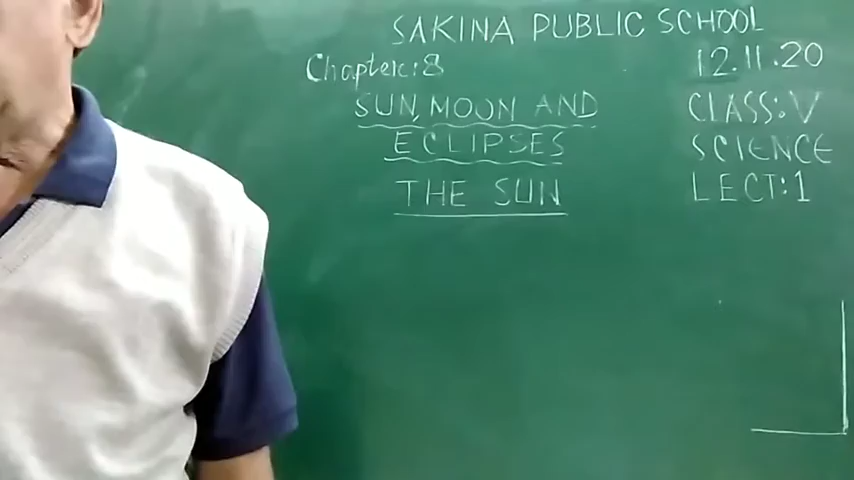 SAKINA PUBLIC SCHOOL
12.11.20
Chapter:8
SUN, MOON AND
ECLIPSES
THE SUN
CLASS: V
SCIENCE
LECT:1